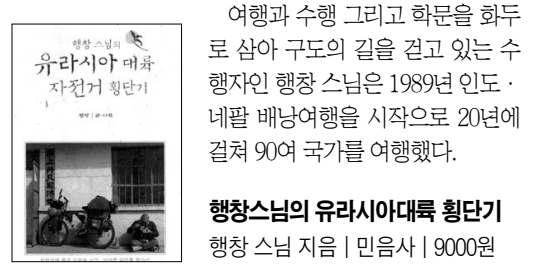 행창 스님의
유라시아 대륙
자전거 횡단기
여행과 수행 그리고 학문을 화두
로 삼아 구도의 길을 걷고 있는 수
행자인 행창 스님은 1989년 인도 ·
네팔 배낭여행을 시작으로 20년에
걸쳐 90여 국가를 여행했다.
행창스님의 유라시아대륙 횡단기
행창 스님 지음 | 민음사 | 9000원